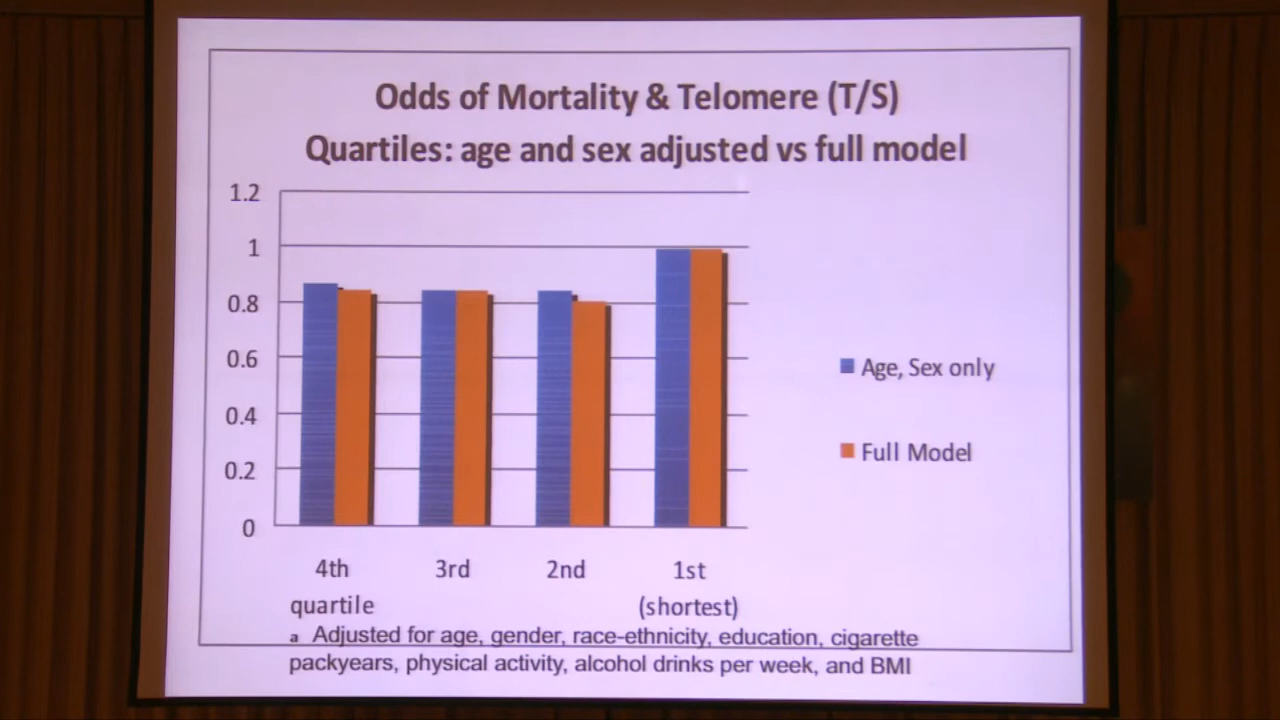 Odds of Mortality & Telomere (T/S)
Quartiles: age and sex adjusted vs full model
1.2
1
0.8
0.6
0.4
0.2
0
4th quartile
3rd
2nd
1st (shortest)
Age, Sex only
Full Model
a Adjusted for age, gender, race-ethnicity, education, cigarette
packyears, physical activity, alcohol drinks per week, and BMI